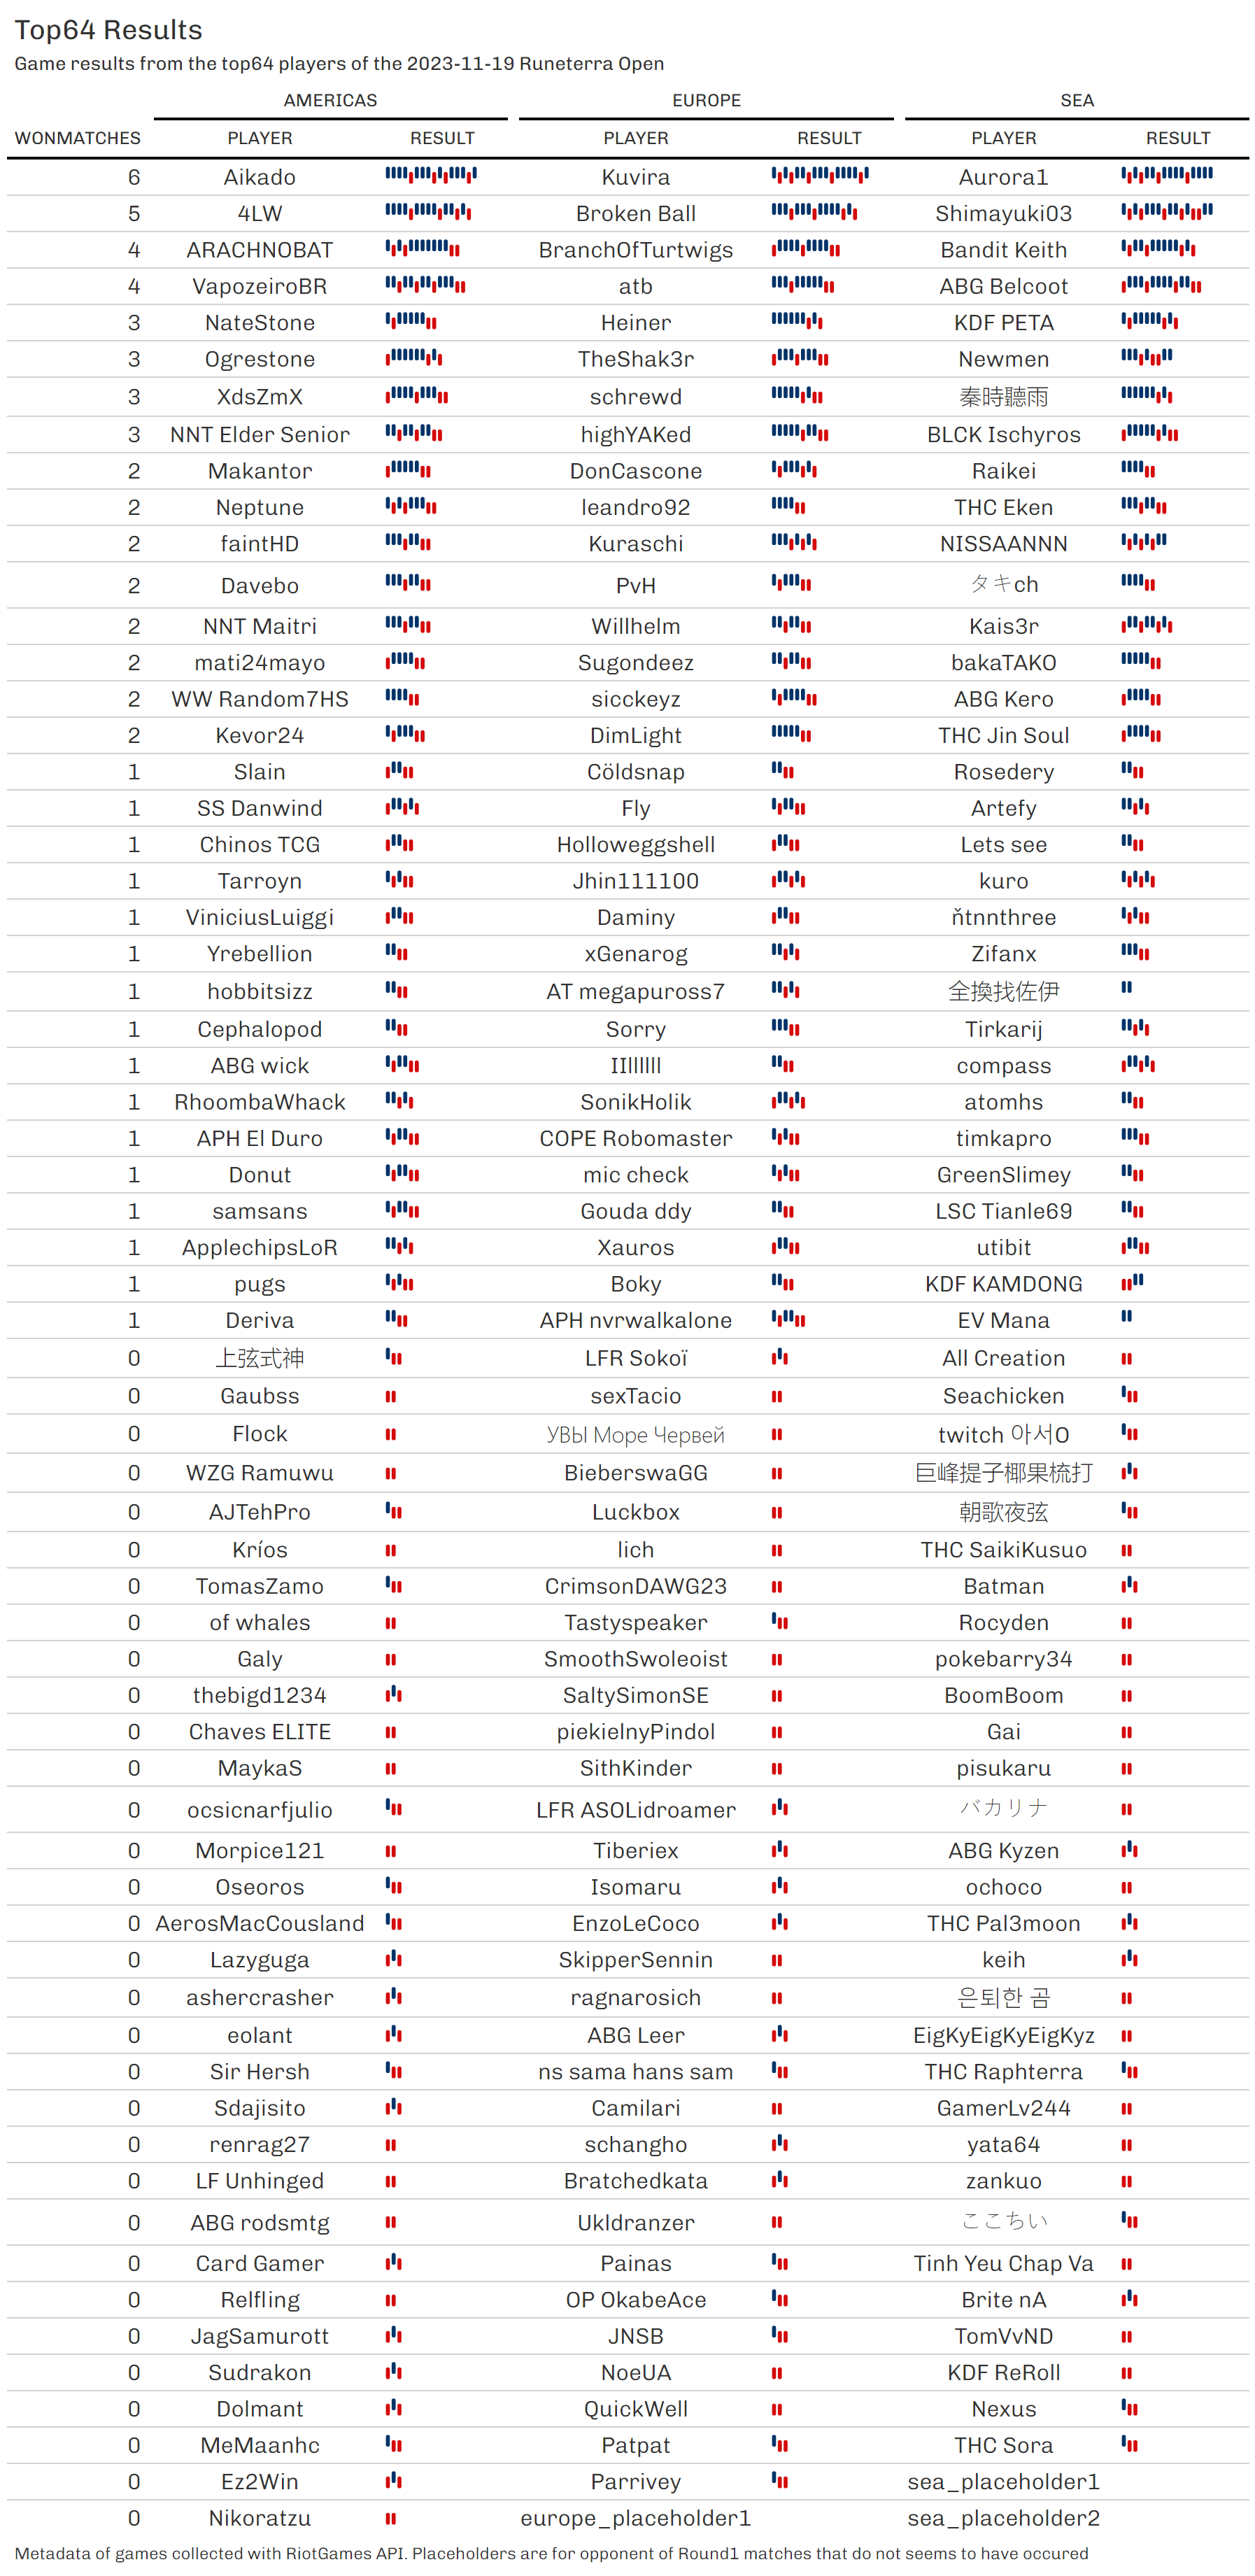 Top64 Results
Game results from the top64 players of the 2023-11-19 Runeterra Open
AMERICAS EUROPE SEA
WONMATCHES PLAYER RESULT PLAYER RESULT PLAYER RESULT
6 Aikado Kuvira Aurora1
5 4LW Broken Ball Shimayuki03
4 ARACHNOBAT BranchOfTurtwigs Bandit Keith
4 VapozeiroBR atb ABG Belcoot
3 NateStone Heiner KDF PETA
3 Ogrestone TheShak3r Newmen
3 XdsZmX schrewd 秦時聽雨
3 NNT Elder Senior highYAKed BLCK Ischyros
2 Makantor DonCascone Raikei
2 Neptune leandro92 THC Eken
2 faintHD Kuraschi NISSAANNN
2 Davebo PvH タキch
2 NNT Maitri Willhelm Kais3r
2 mati24mayo Sugondeez bakaTAKO
2 WW Random7HS sicckeyz ABG Kero
2 Kevor24 DimLight THC Jin Soul
1 Slain Cöldsnap Rosedery
1 SS Danwind Fly Artefy
1 Chinos TCG Holloweggshell Lets see
1 Tarroyn Jhin111100 kuro
1 ViniciusLuiggi Daminy ňtnnthree
1 Yrebellion xGenarog Zifanx
1 hobbitsizz AT megapuross7 全換找佐伊
1 Cephalopod Sorry Tirkarij
1 ABG wick IIllllll compass
1 RhoombaWhack SonikHolik atomhs
1 APH El Duro COPE Robomaster timkapro
1 Donut mic check GreenSlimey
1 samsans Gouda ddy LSC Tianle69
1 ApplechipsLoR Xauros utibit
1 pugs Boky KDF KAMDONG
1 Deriva APH nvrwalkalone EV Mana
0 上弦式神 LFR Sokoï All Creation
0 Gaubss sexTacio Seachicken
0 Flock УВЫ Море Червей twitch 아서O
0 WZG Ramuwu BieberswaGG 巨峰提子椰果梳打
0 AJTehPro Luckbox 朝歌夜弦
0 Kríos lich THC SaikiKusuo
0 TomasZamo CrimsonDAWG23 Batman
0 of whales Tastyspeaker Rocyden
0 Galy SmoothSwoleoist pokebarry34
0 thebigd1234 SaltySimonSE BoomBoom
0 Chaves ELITE piekielnyPindol Gai
0 MaykaS SithKinder pisukaru
0 ocsicnarfjulio LFR ASOLidroamer バカリナ
0 Morpice121 Tiberiex ABG Kyzen
0 Oseoros Isomaru ochoco
0 AerosMacCousland EnzoLeCoco THC Pal3moon
0 Lazyguga SkipperSennin keih
0 ashercrasher ragnarosich 은퇴한 곰
0 eolant ABG Leer EigKyEigKyEigKyz
0 Sir Hersh ns sama hans sam THC Raphterra
0 Sdajisito Camilari GamerLv244
0 renrag27 schangho yata64
0 LF Unhinged Bratchedkata zankuo
0 ABG rodsmtg Ukldranzer ここちい
0 Card Gamer Painas Tinh Yeu Chap Va
0 Relfling OP OkabeAce Brite nA
0 JagSamurott JNSB TomVvND
0 Sudrakon NoeUA KDF ReRoll
0 Dolmant QuickWell Nexus
0 MeMaanhc Patpat THC Sora
0 Ez2Win Parrivey sea_placeholder1
0 Nikoratzu europe_placeholder1 sea_placeholder2
Metadad of games collected with RiotGames API. Placeholders are for opponent of Round1 matches that do not seems to have occured